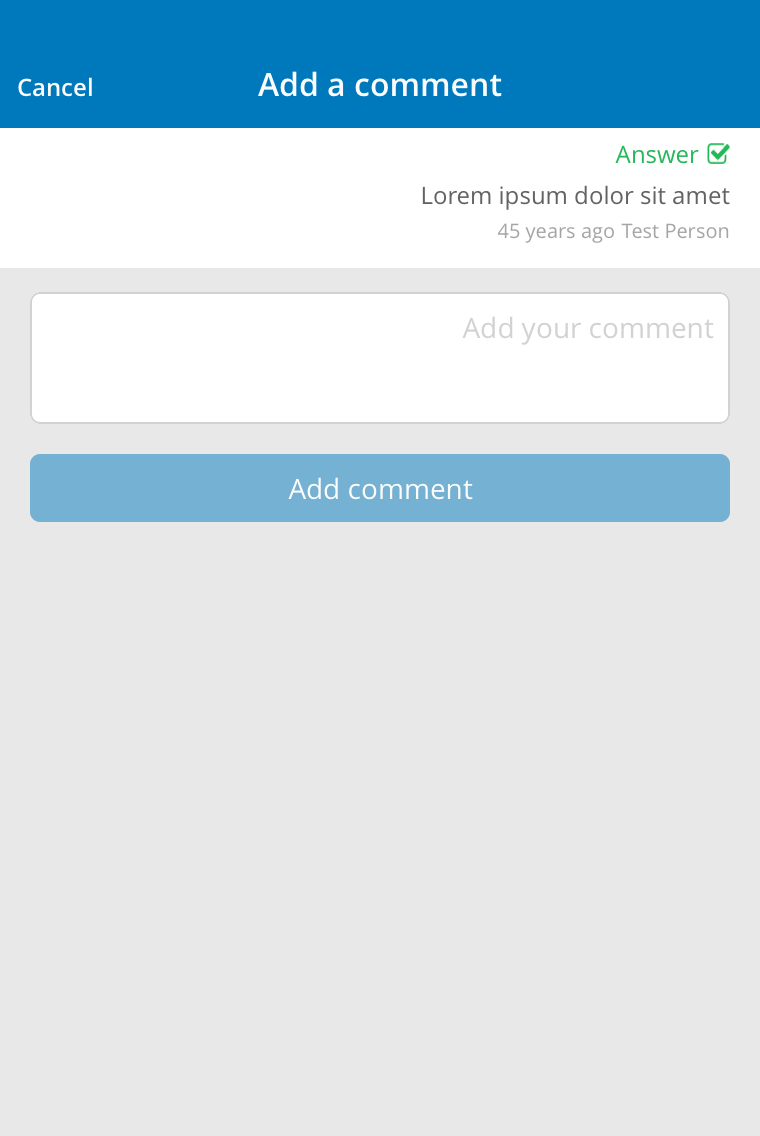 Cancel
Add a comment
Answer
Lorem ipsum dolor sit amet
45 years ago Test Person
Add your comment
Add comment